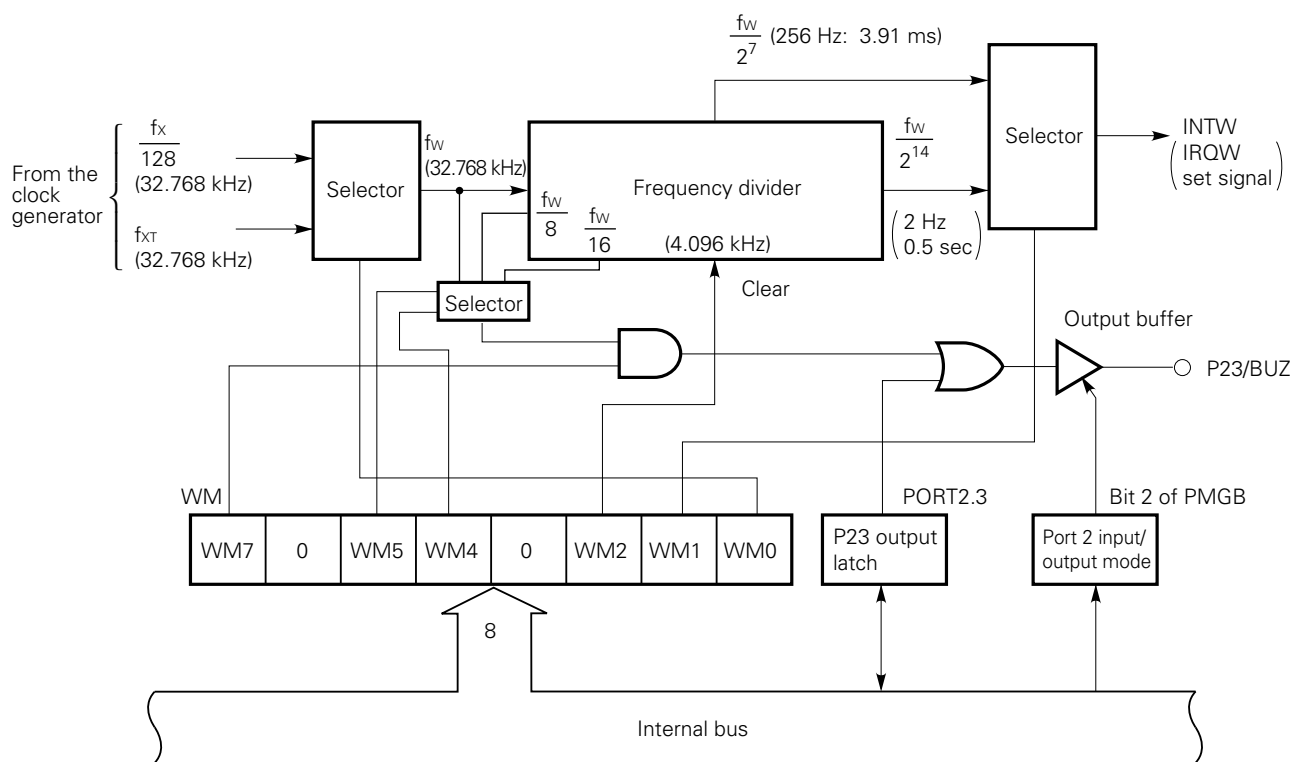 fW
2^7 (256 Hz: 3.91 ms)
From the
clock
generator
fX
128
(32.768 kHz)
fXT
(32.768 kHz)
Selector
fW
(32.768 kHz)
Frequency divider
fW
8
fW
16
(4.096 kHz)
fW
2^14
(2 Hz
0.5 sec)
Selector
INTW
(IRQW
set signal)
Selector
Clear
Output buffer
P23/BUZ
WM
PORT2.3
Bit 2 of PMGB
WM7 0 WM5 WM4 0 WM2 WM1 WM0
P23 output
latch
Port 2 input/
output mode
8
Internal bus